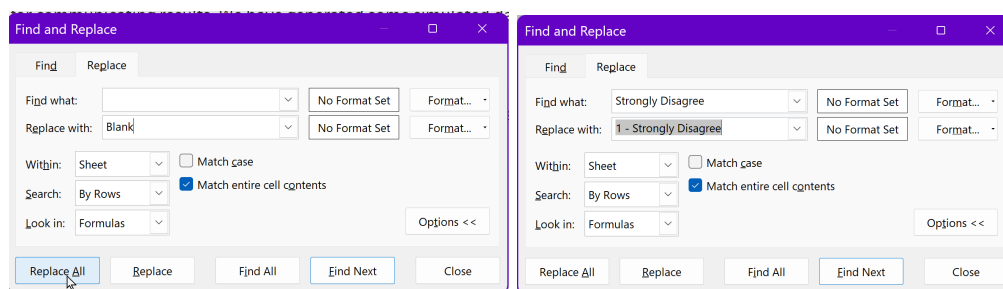 Find and Replace
Find
Replace
Find what:
No Format Set
Format...
Replace with: Blank
No Format Set
Format...
Within: Sheet
Match case
Search: By Rows
Match entire cell contents
Look in: Formulas
Options <<
Replace All
Replace
Find All
Find Next
Close
Find and Replace
Find
Replace
Find what: Strongly Disagree
No Format Set
Format...
Replace with: 1 - Strongly Disagree
No Format Set
Format...
Within: Sheet
Match case
Search: By Rows
Match entire cell contents
Look in: Formulas
Options <<
Replace All
Replace
Find All
Find Next
Close